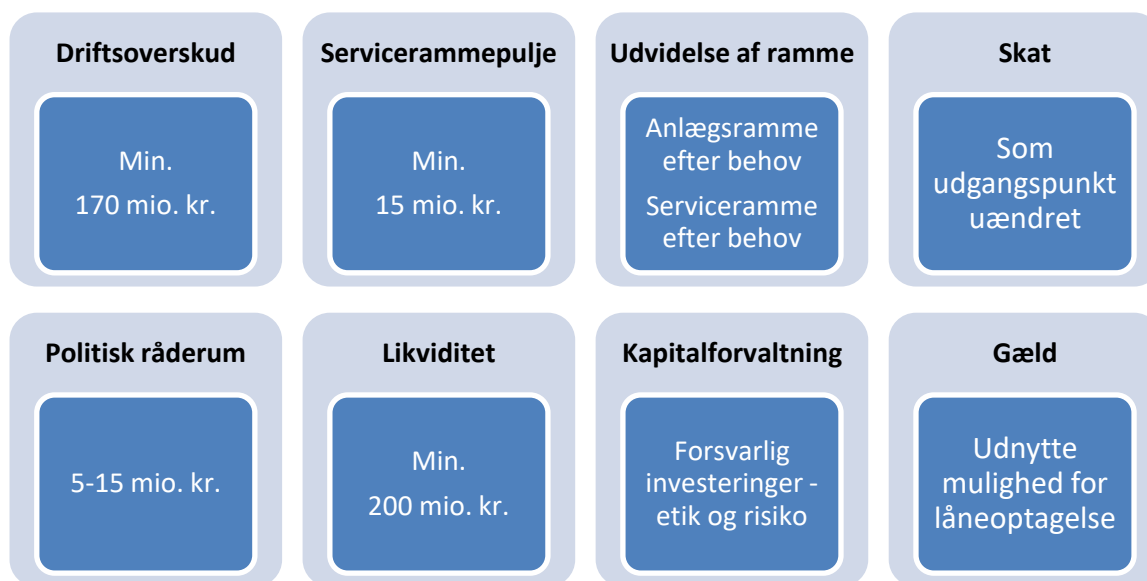 Driftsoverskud
Min.
170 mio. kr.
Servicerammepulje
Min.
15 mio. kr.
Udvidelse af ramme
Anlægsramme
efter behov
Serviceramme
efter behov
Skat
Som
udgangspunkt
uændret
Politisk råderum
5-15 mio. kr.
Likviditet
Min.
200 mio. kr.
Kapitalforvaltning
Forsvarlig
investeringer -
etik og risiko
Gæld
Udnytte
mulighed for
låneoptagelse